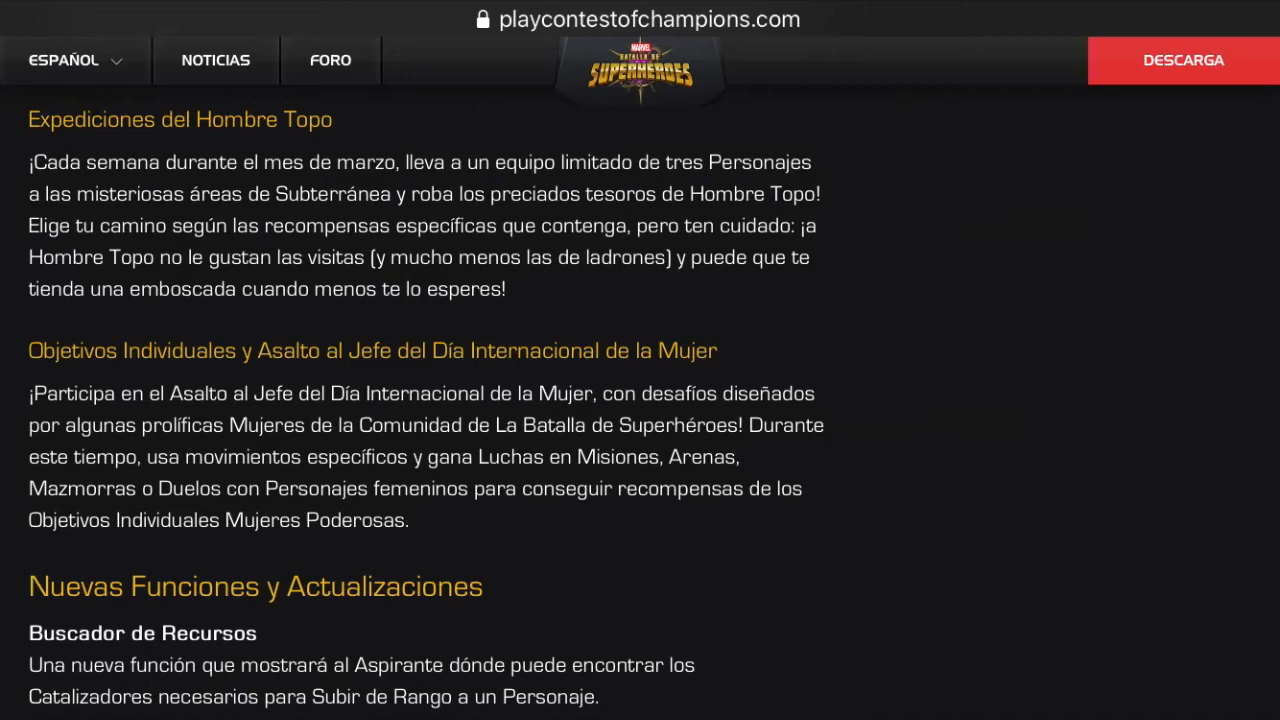 playcontestofchampions.com
ESPAÑOL
NOTICIAS
FORO
MARVEL
BATALLA DE
SUPERHÉROES
DESCARGA
Expediciones del Hombre Topo
¡Cada semana durante el mes de marzo, lleva a un equipo limitado de tres Personajes
a las misteriosas áreas de Subterránea y roba los preciados tesoros de Hombre Topo!
Elige tu camino según las recompensas específicas que contenga, pero ten cuidado: ¡a
Hombre Topo no le gustan las visitas (y mucho menos las de ladrones) y puede que te
tienda una emboscada cuando menos te lo esperes!
Objetivos Individuales y Asalto al Jefe del Día Internacional de la Mujer
¡Participa en el Asalto al Jefe del Día Internacional de la Mujer, con desafíos diseñados
por algunas prolíficas Mujeres de la Comunidad de La Batalla de Superhéroes! Durante
este tiempo, usa movimientos específicos y gana Luchas en Misiones, Arenas,
Mazmorras o Duelos con Personajes femeninos para conseguir recompensas de los
Objetivos Individuales Mujeres Poderosas.
Nuevas Funciones y Actualizaciones
Buscador de Recursos
Una nueva función que mostrará al Aspirante dónde puede encontrar los
Catalizadores necesarios para Subir de Rango a un Personaje.